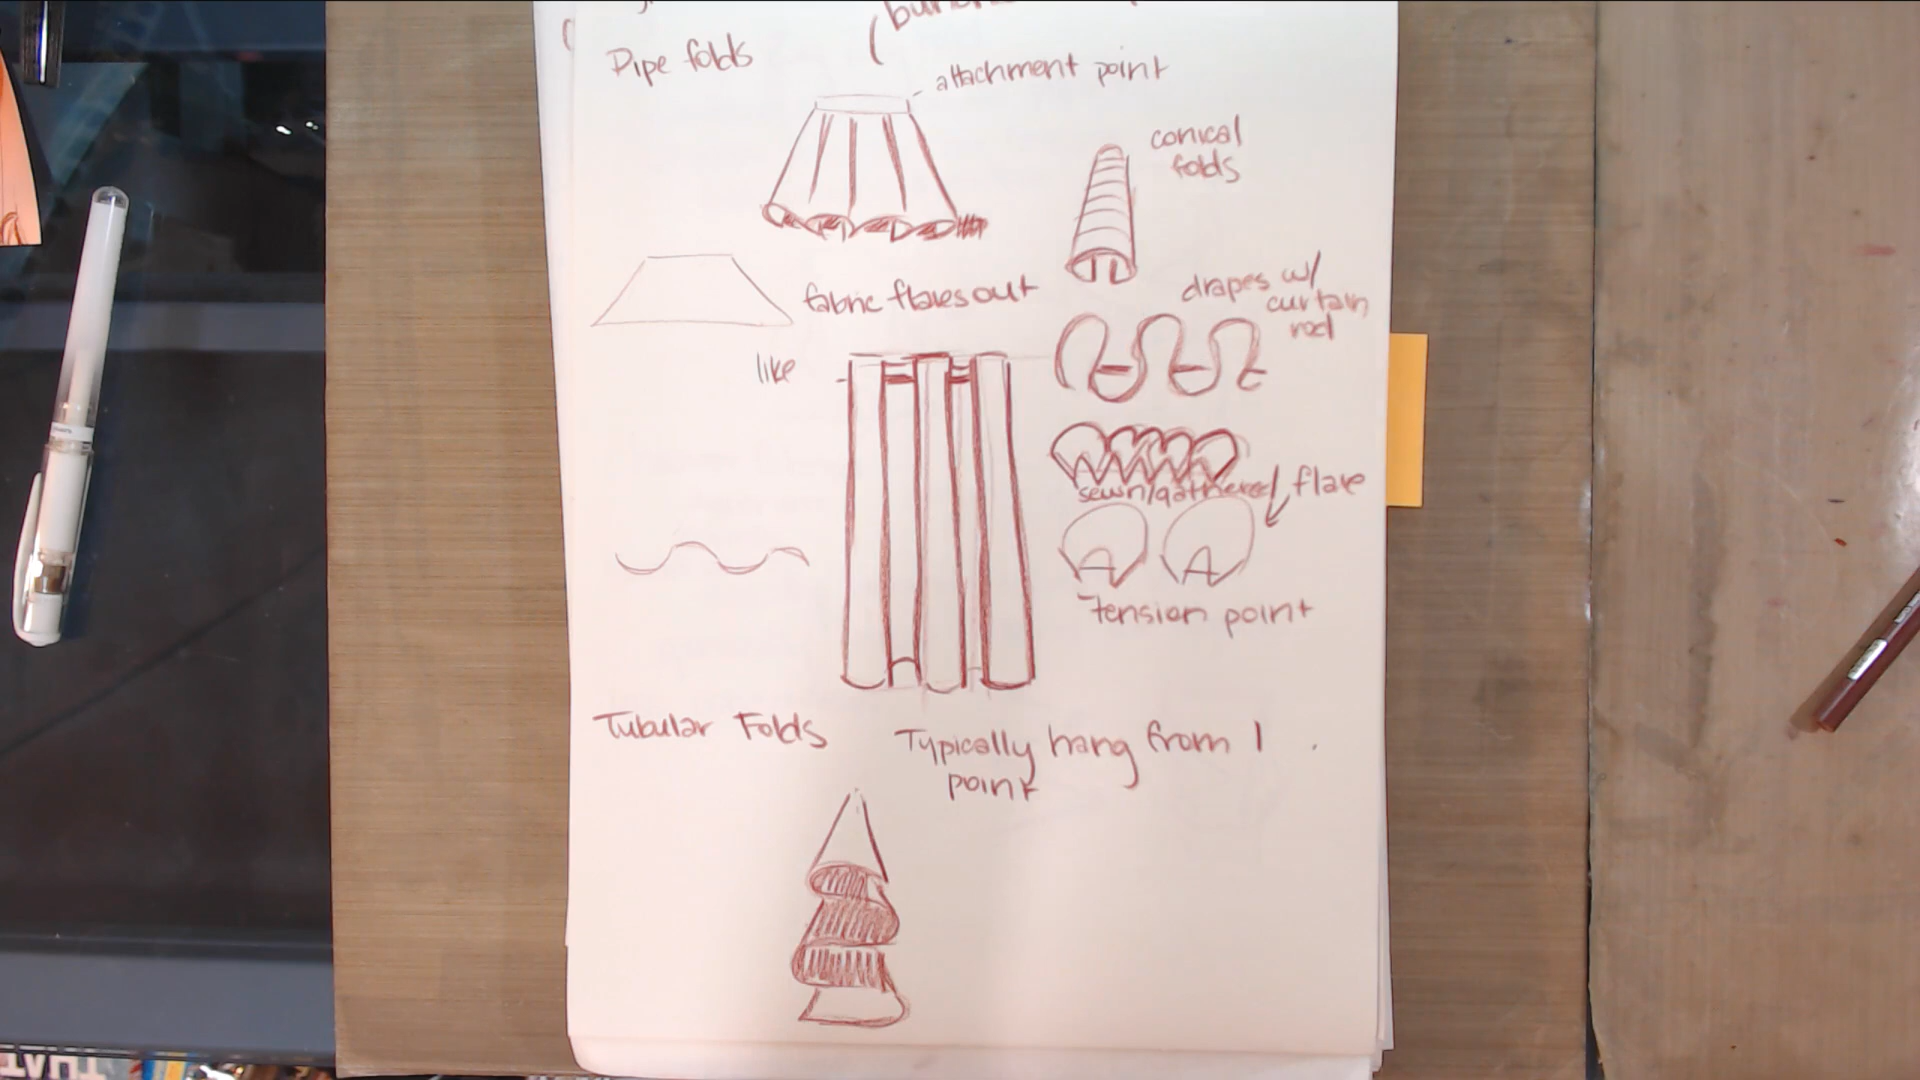 Pipe folds
attachment point
conical
folds
fabric flares out
drapes w/
curtain
rod
like
sewn/gathered
flare
tension point
Tubular Folds
Typically hang from 1
point